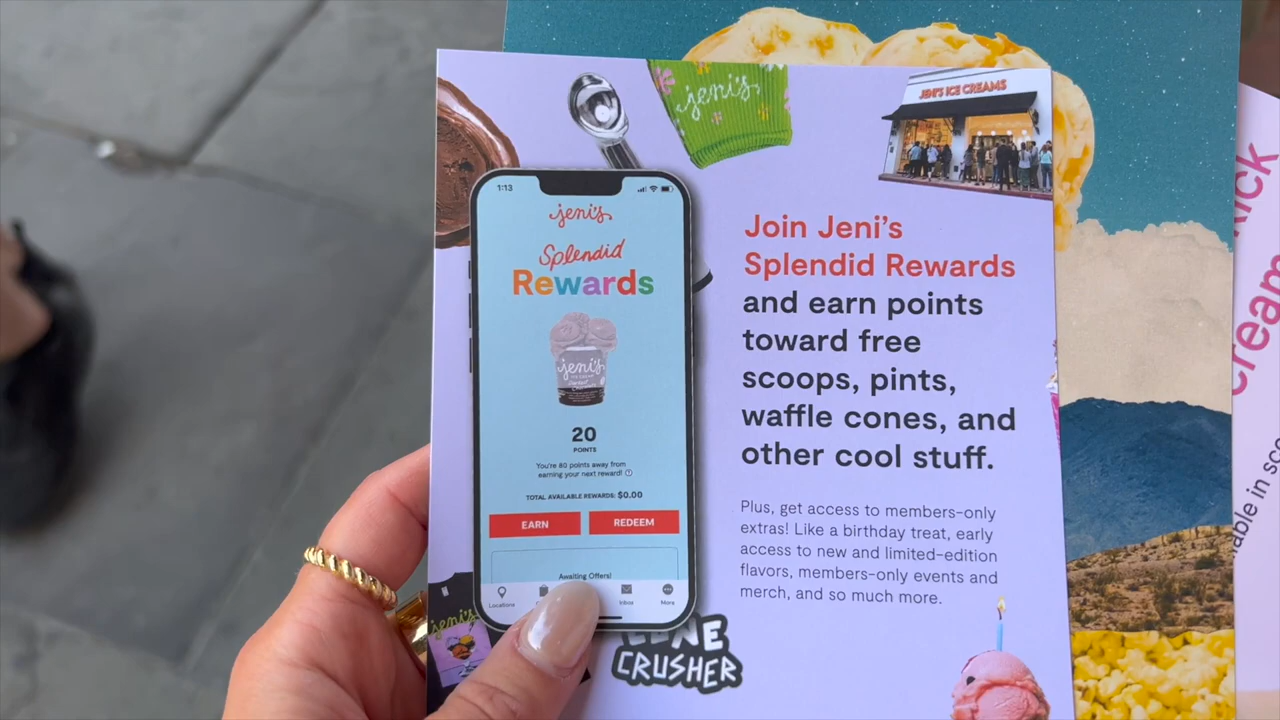 jeni's
JENI'S ICE CREAMS
1:13
jeni's
Splendid
Rewards
jeni's
20
POINTS
You're 80 points away from
earning your next reward!
TOTAL AVAILABLE REWARDS: $0.00
EARN
REDEEM
Awaiting Offers!
Locations
Inbox
More
Join Jeni's
Splendid Rewards
and earn points
toward free
scoops, pints,
waffle cones, and
other cool stuff.
Plus, get access to members-only
extras! Like a birthday treat, early
access to new and limited-edition
flavors, members-only events and
merch, and so much more.
jeni's
CRUSHER
cream